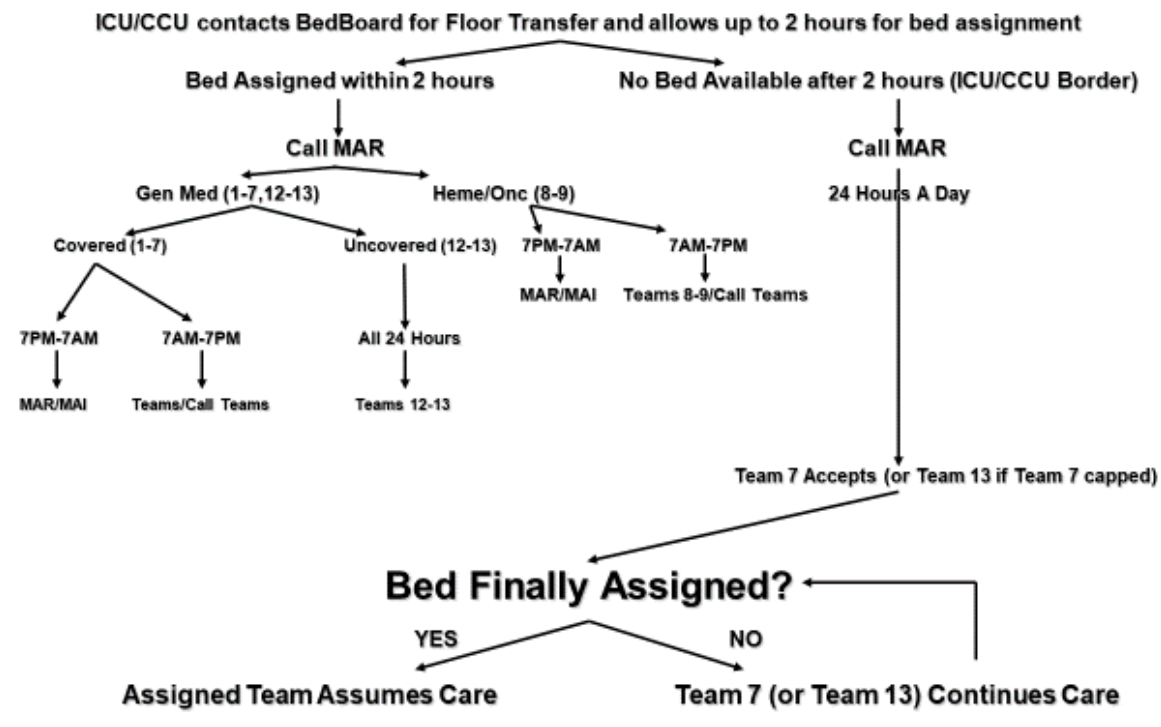 ICU/CCU contacts BedBoard for Floor Transfer and allows up to 2 hours for bed assignment
Bed Assigned within 2 hours
No Bed Available after 2 hours (ICU/CCU Border)
Call MAR
Call MAR
Gen Med (1-7,12-13)
Heme/Onc (8-9)
24 Hours A Day
Covered (1-7)
Uncovered (12-13)
7PM-7AM
7AM-7PM
MAR/MAI
Teams 8-9/Call Teams
7PM-7AM
7AM-7PM
All 24 Hours
MAR/MAI
Teams/Call Teams
Teams 12-13
Team 7 Accepts (or Team 13 if Team 7 capped)
Bed Finally Assigned?
YES
NO
Assigned Team Assumes Care
Team 7 (or Team 13) Continues Care